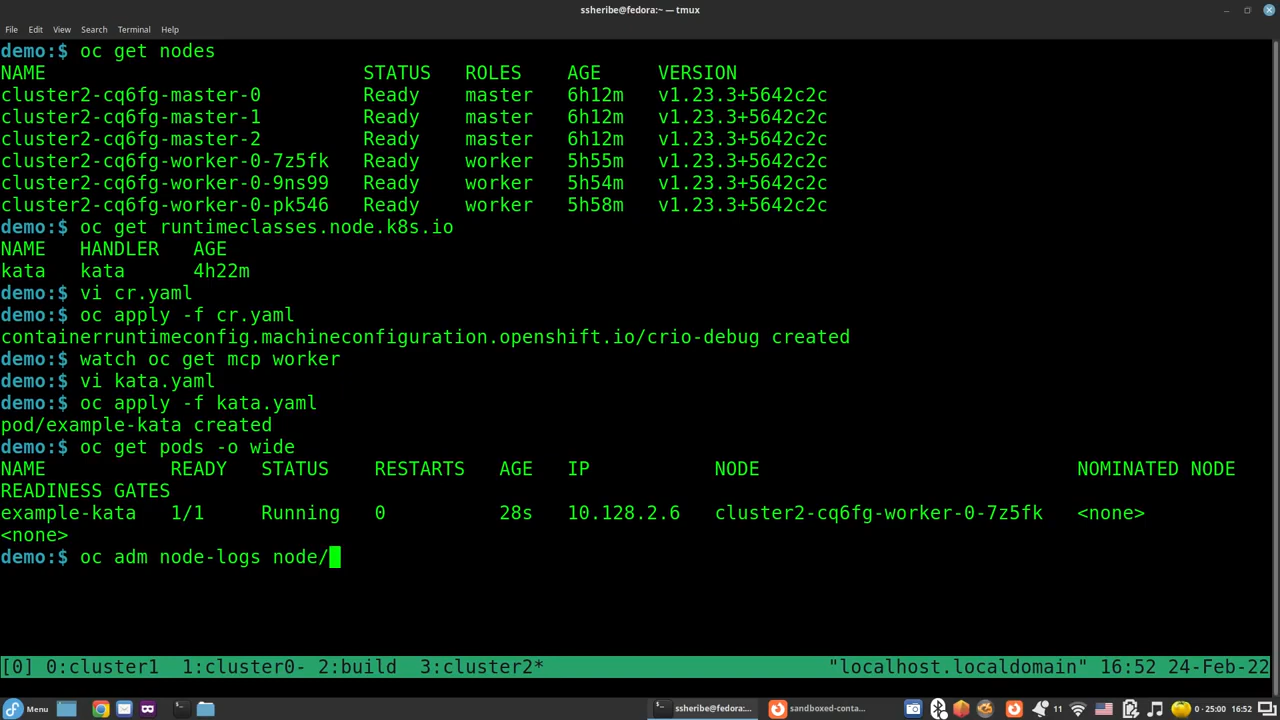 ssheribe@fedora:~ — tmux
File Edit View Search Terminal Help
demo:$ oc get nodes
NAME STATUS ROLES AGE VERSION
cluster2-cq6fg-master-0 Ready master 6h12m v1.23.3+5642c2c
cluster2-cq6fg-master-1 Ready master 6h12m v1.23.3+5642c2c
cluster2-cq6fg-master-2 Ready master 6h12m v1.23.3+5642c2c
cluster2-cq6fg-worker-0-7z5fk Ready worker 5h55m v1.23.3+5642c2c
cluster2-cq6fg-worker-0-9ns99 Ready worker 5h54m v1.23.3+5642c2c
cluster2-cq6fg-worker-0-pk546 Ready worker 5h58m v1.23.3+5642c2c
demo:$ oc get runtimeclasses.node.k8s.io
NAME HANDLER AGE
kata kata 4h22m
demo:$ vi cr.yaml
demo:$ oc apply -f cr.yaml
containerruntimeconfig.machineconfiguration.openshift.io/crio-debug created
demo:$ watch oc get mcp worker
demo:$ vi kata.yaml
demo:$ oc apply -f kata.yaml
pod/example-kata created
demo:$ oc get pods -o wide
NAME READY STATUS RESTARTS AGE IP NODE NOMINATED NODE
READINESS GATES
example-kata 1/1 Running 0 28s 10.128.2.6 cluster2-cq6fg-worker-0-7z5fk <none>
<none>
demo:$ oc adm node-logs node/
[0] 0:cluster1 1:cluster0- 2:build 3:cluster2* "localhost.localdomain" 16:52 24-Feb-22
Menu ssheribe@fedora:... sandboxed-conta... 11 0 · 25:00 16:52